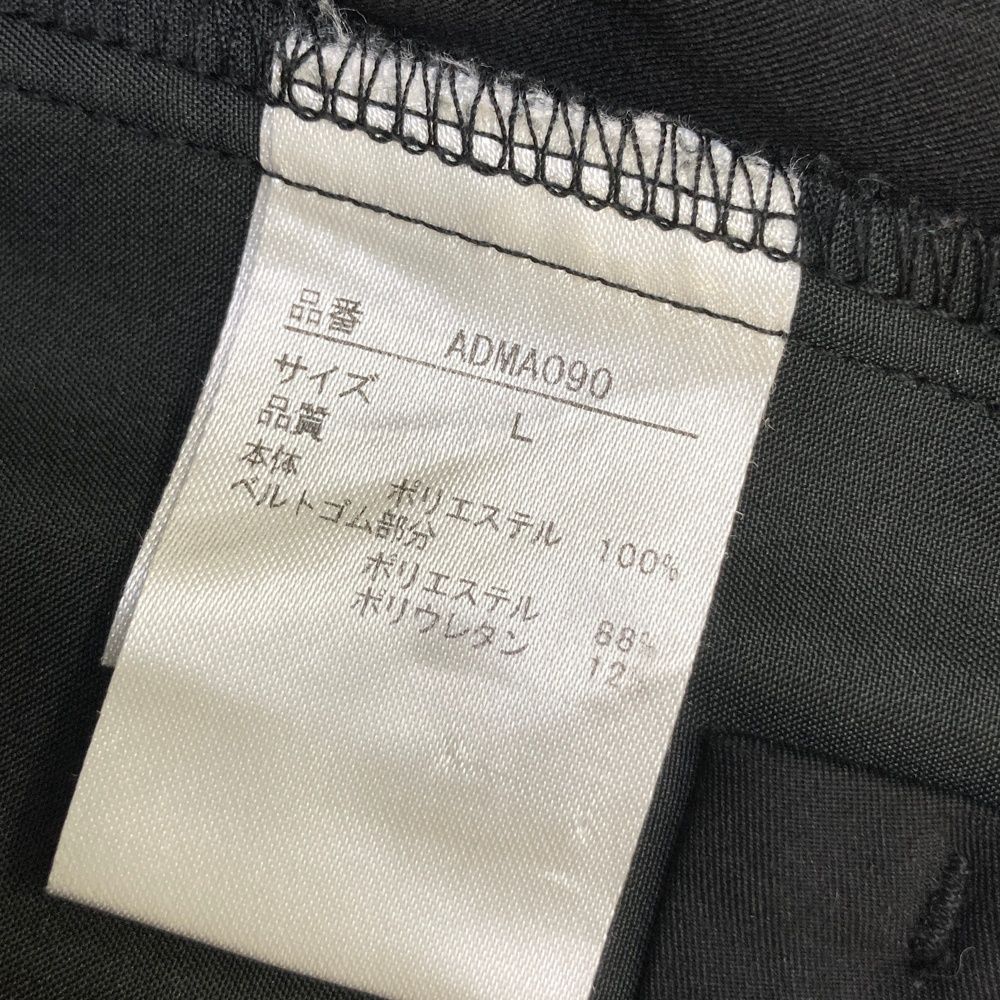 品番 ADMA090
サイズ L
品質
本体 ポリエステル 100%
ベルトゴム部分
ポリエステル 88%
ポリウレタン 12